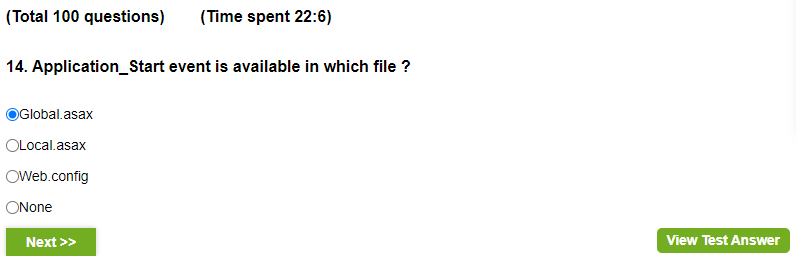 (Total 100 questions) (Time spent 22:6)
14. Application_Start event is available in which file ?
Global.asax
Local.asax
Web.config
None
Next >>
View Test Answer